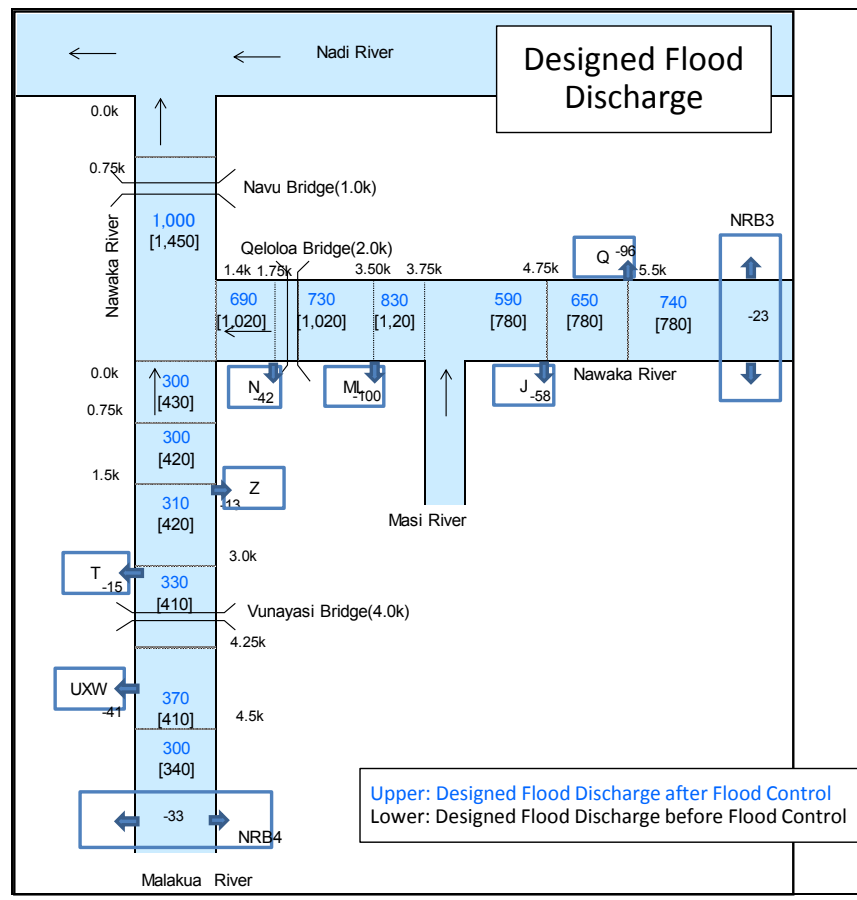 Nadi River
Designed Flood
Discharge
0.0k
0.75k
Navu Bridge(1.0k)
Nawaka River
1,000
[1,450]
Qeloloa Bridge(2.0k)
1.4k
1.75k
3.50k
3.75k
4.75k
Q
-96
5.5k
NRB3
690
[1,020]
730
[1,020]
830
[1,20]
590
[780]
650
[780]
740
[780]
-23
N
-42
ML
-100
J
-58
Nawaka River
0.0k
300
[430]
0.75k
300
[420]
1.5k
Z
-13
310
[420]
Masi River
3.0k
T
-15
330
[410]
Vunayasi Bridge(4.0k)
4.25k
UXW
-41
370
[410]
4.5k
300
[340]
-33
NRB4
Upper: Designed Flood Discharge after Flood Control
Lower: Designed Flood Discharge before Flood Control
Malakua River